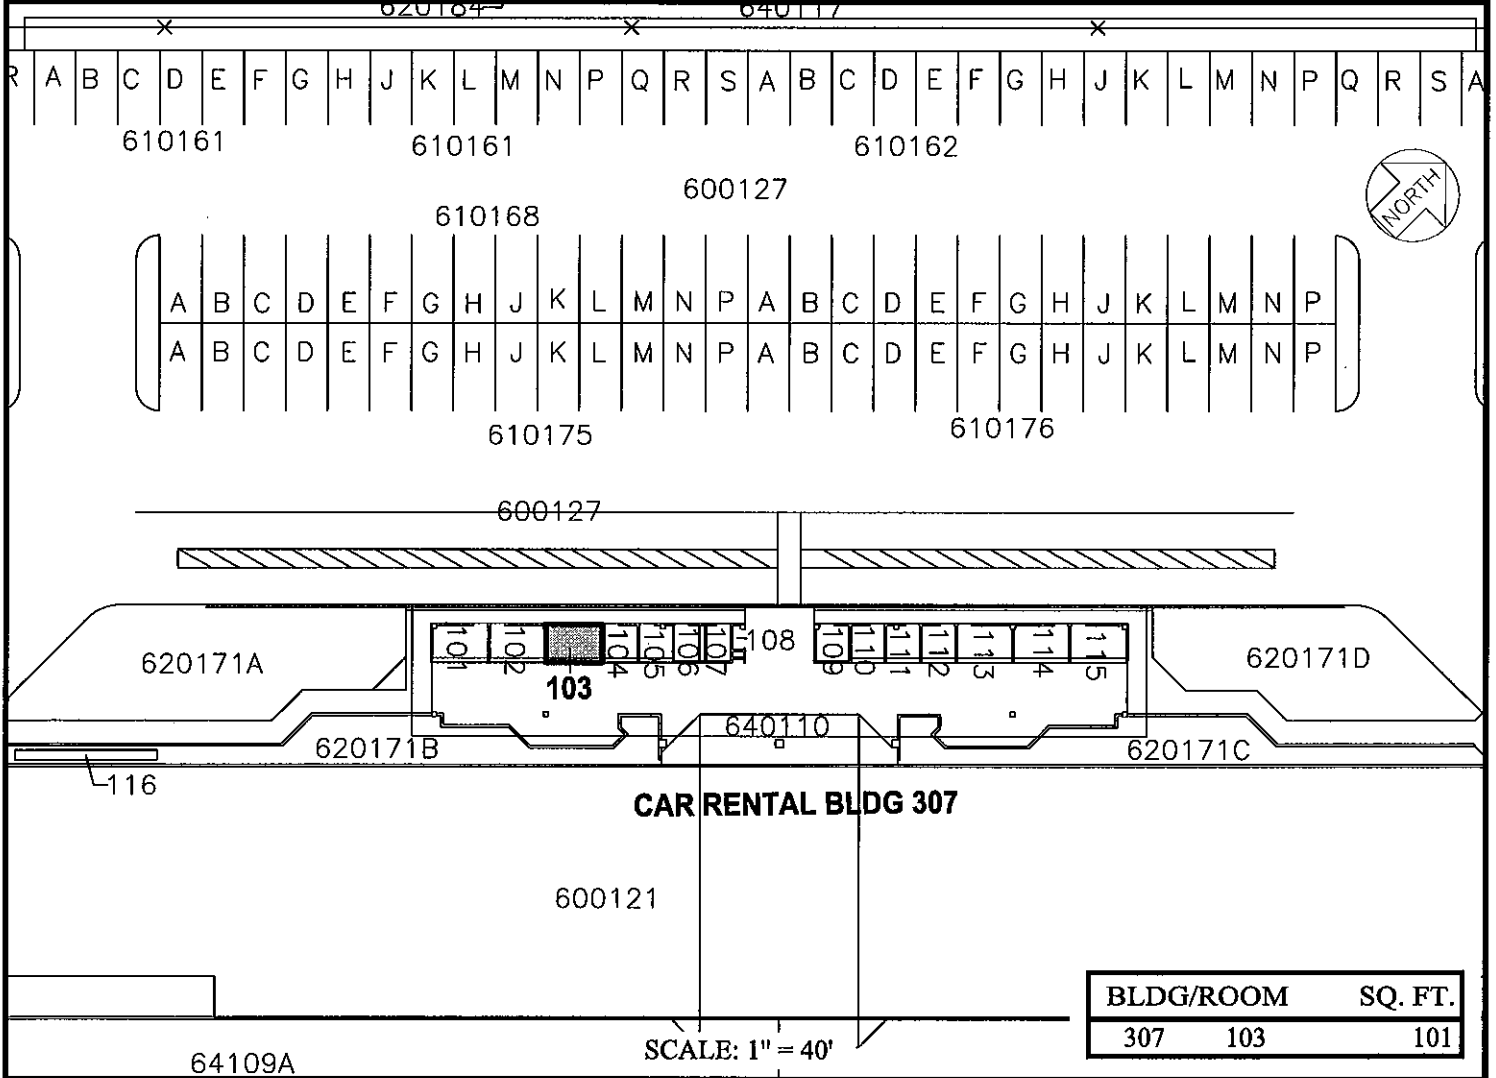 620184 640117
R A B C D E F G H J K L M N P Q R S A B C D E F G H J K L M N P Q R S A
610161 610161 610162
600127
NORTH
610168
A B C D E F G H J K L M N P A B C D E F G H J K L M N P
A B C D E F G H J K L M N P A B C D E F G H J K L M N P
610175 610176
600127
101 102 104 105 106 107 108 109 110 111 112 113 114 115
620171A 620171D
103
640110
620171B 620171C
116
CAR RENTAL BLDG 307
600121
BLDG/ROOM SQ. FT.
307 103 101
SCALE: 1" = 40'
64109A